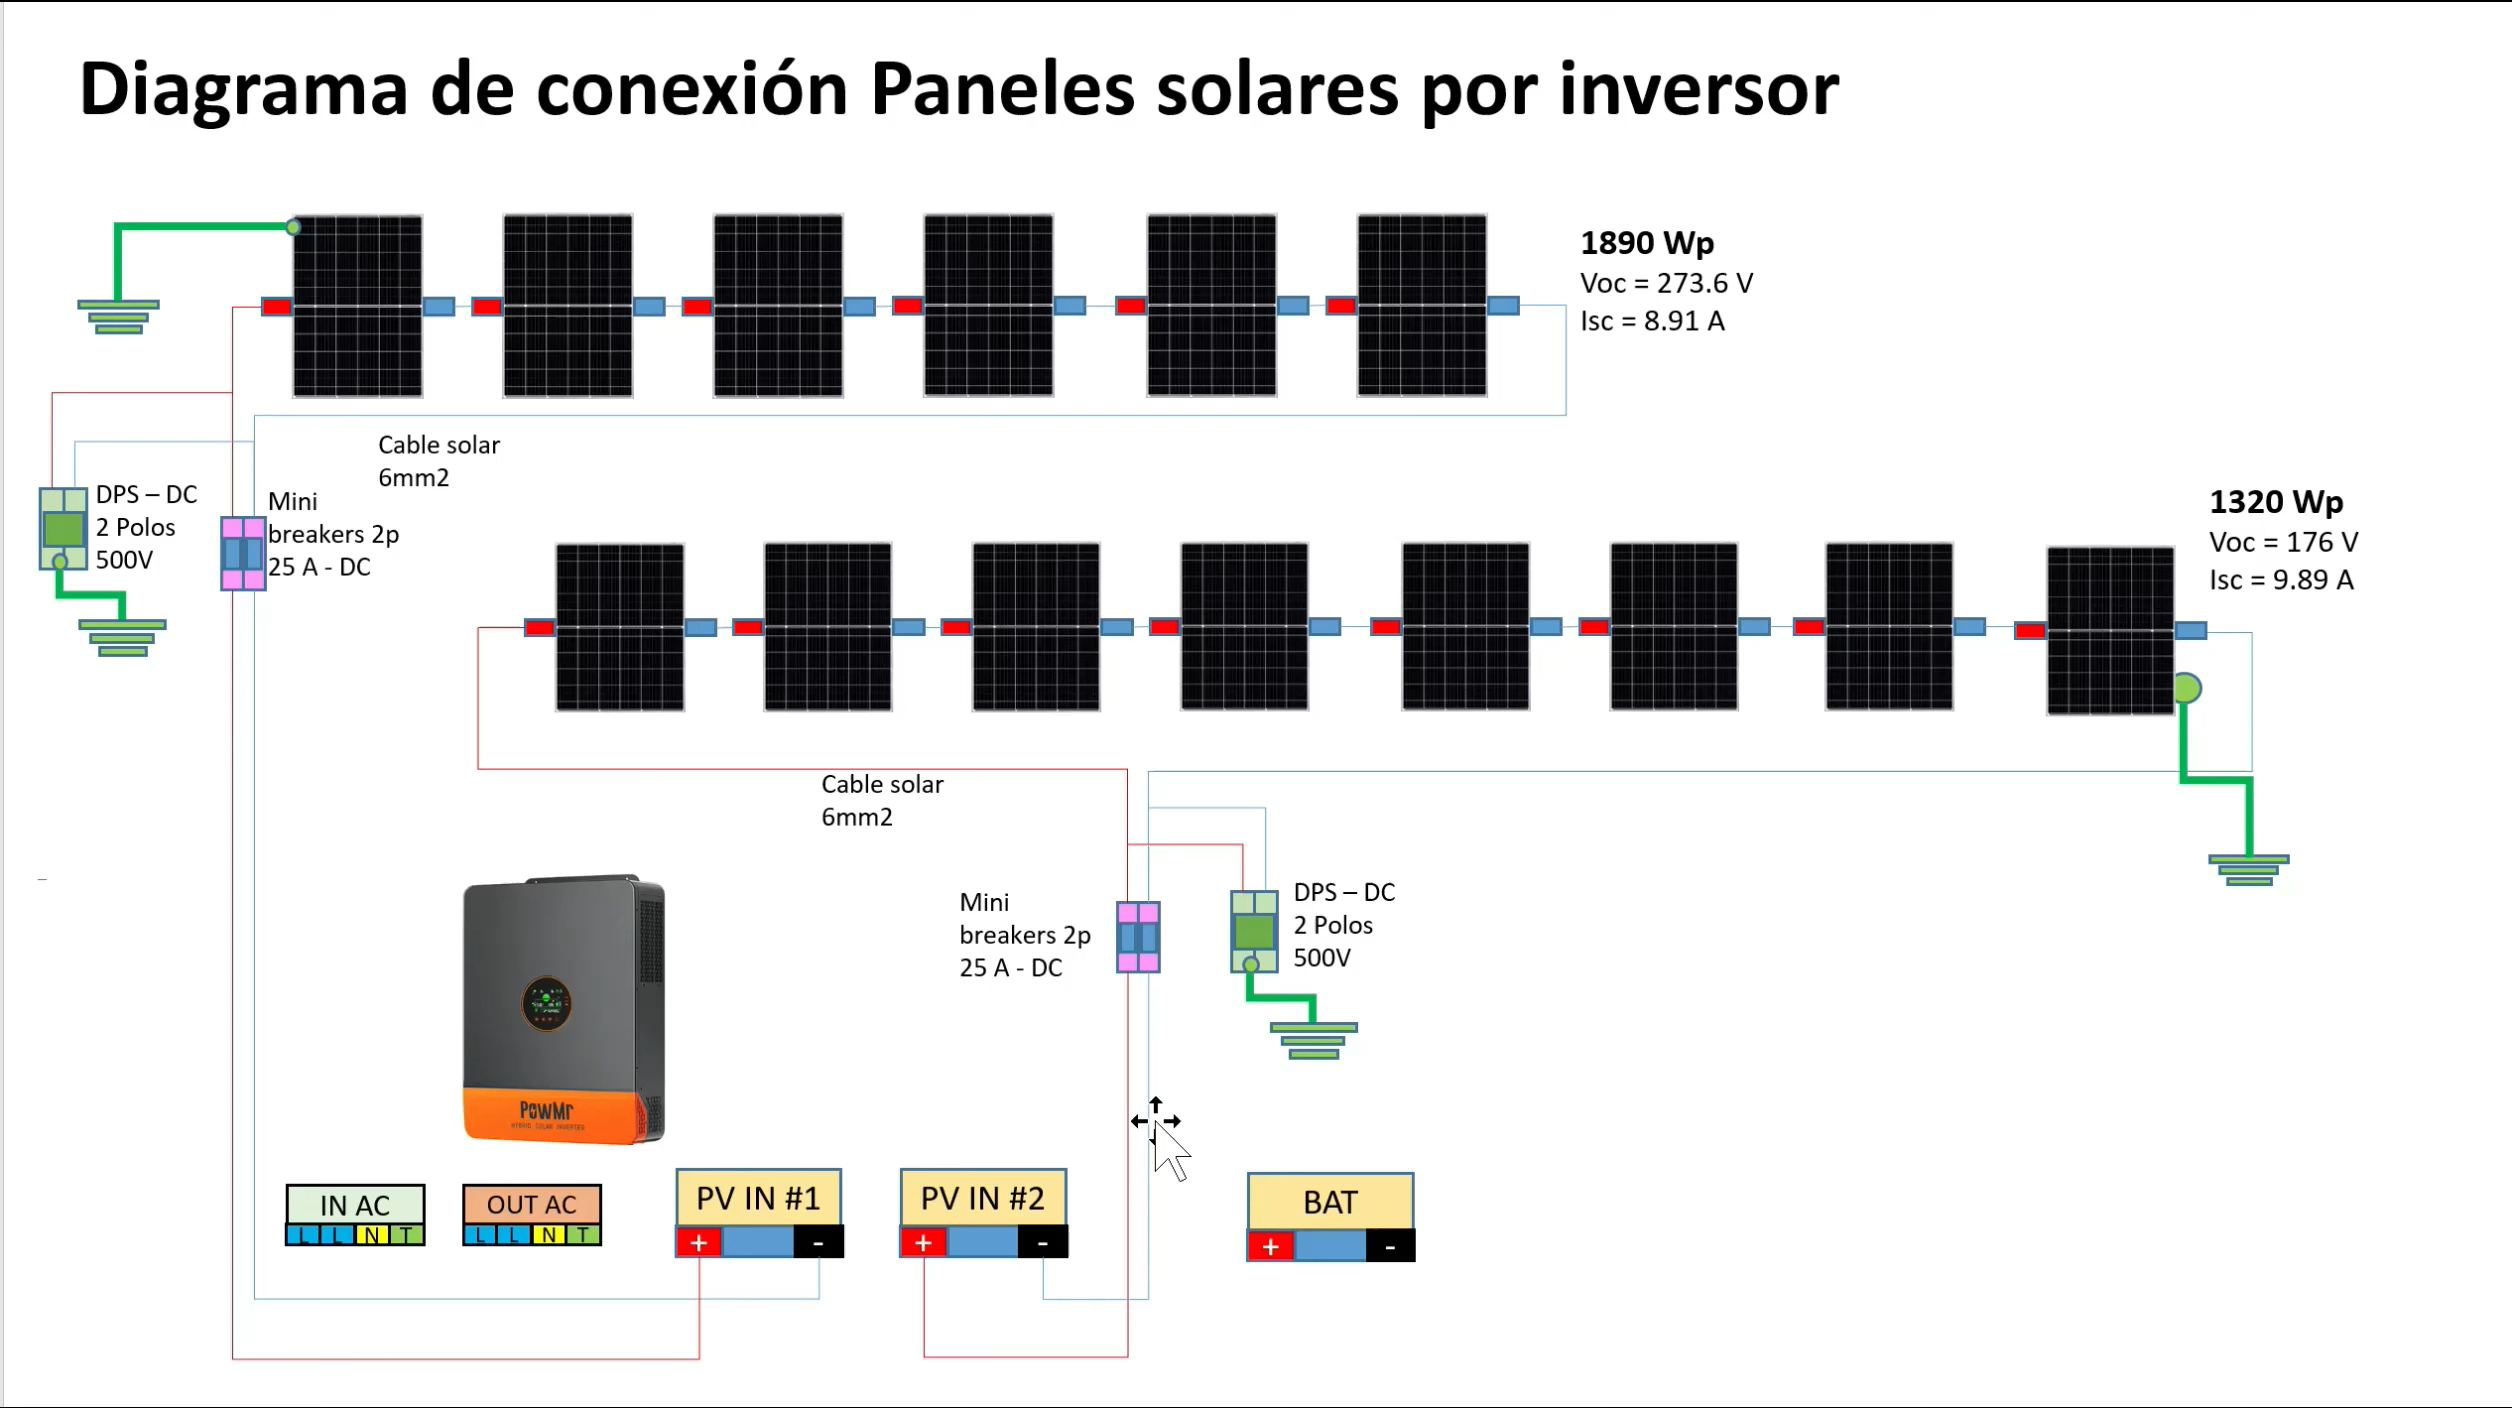 Diagrama de conexión Paneles solares por inversor
1890 Wp
Voc = 273.6 V
Isc = 8.91 A
Cable solar
6mm2
DPS – DC
2 Polos
500V
Mini
breakers 2p
25 A - DC
1320 Wp
Voc = 176 V
Isc = 9.89 A
Cable solar
6mm2
Mini
breakers 2p
25 A - DC
DPS – DC
2 Polos
500V
PowMr
HYBRID SOLAR INVERTER
IN AC
L L N T
OUT AC
L L N T
PV IN #1
+ -
PV IN #2
+ -
BAT
+ -